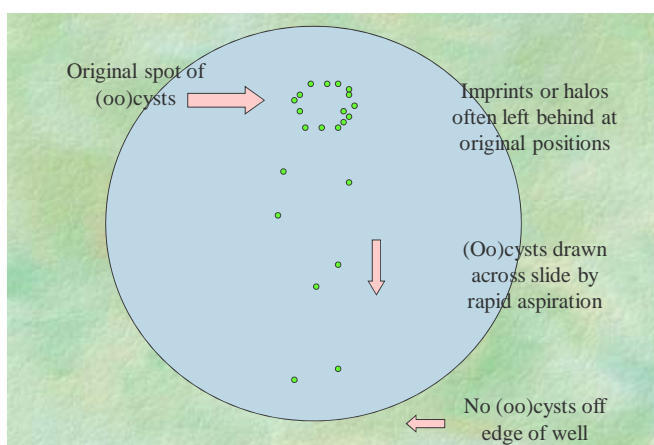 Original spot of
(oo)cysts
Imprints or halos
often left behind at
original positions
(Oo)cysts drawn
across slide by
rapid aspiration
No (oo)cysts off
edge of well